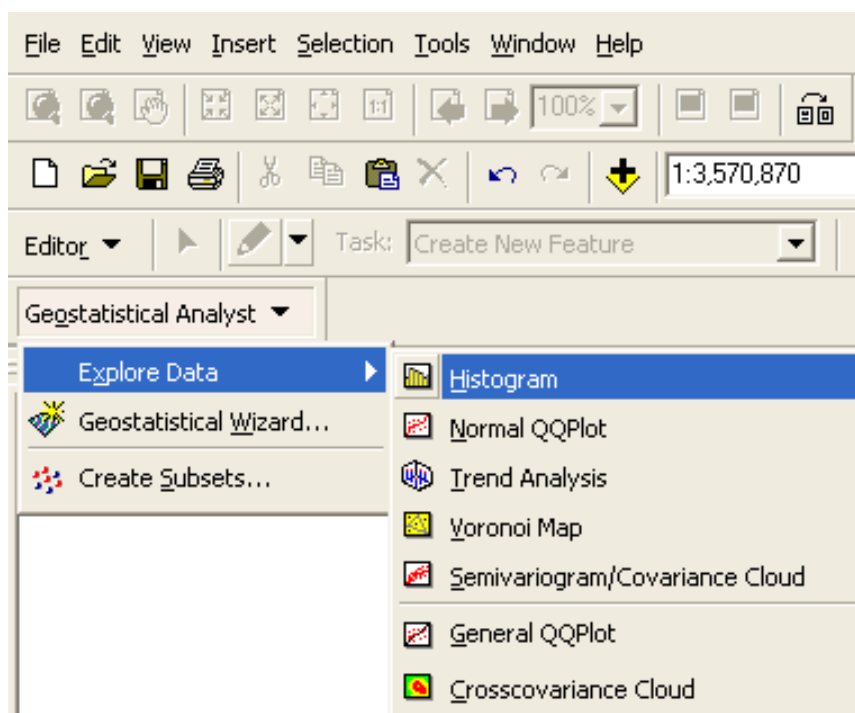 File Edit View Insert Selection Tools Window Help
1:1 100%
1:3,570,870
Editor Task: Create New Feature
Geostatistical Analyst
Explore Data
Geostatistical Wizard...
Create Subsets...
Histogram
Normal QQPlot
Trend Analysis
Voronoi Map
Semivariogram/Covariance Cloud
General QQPlot
Crosscovariance Cloud